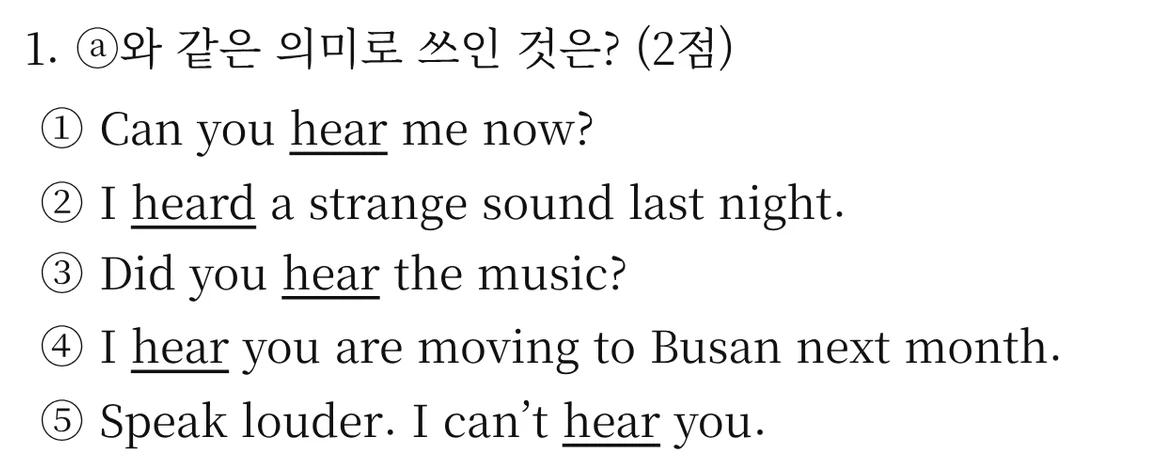 1. ⓐ와 같은 의미로 쓰인 것은? (2점)
① Can you hear me now?
② I heard a strange sound last night.
③ Did you hear the music?
④ I hear you are moving to Busan next month.
⑤ Speak louder. I can’t hear you.